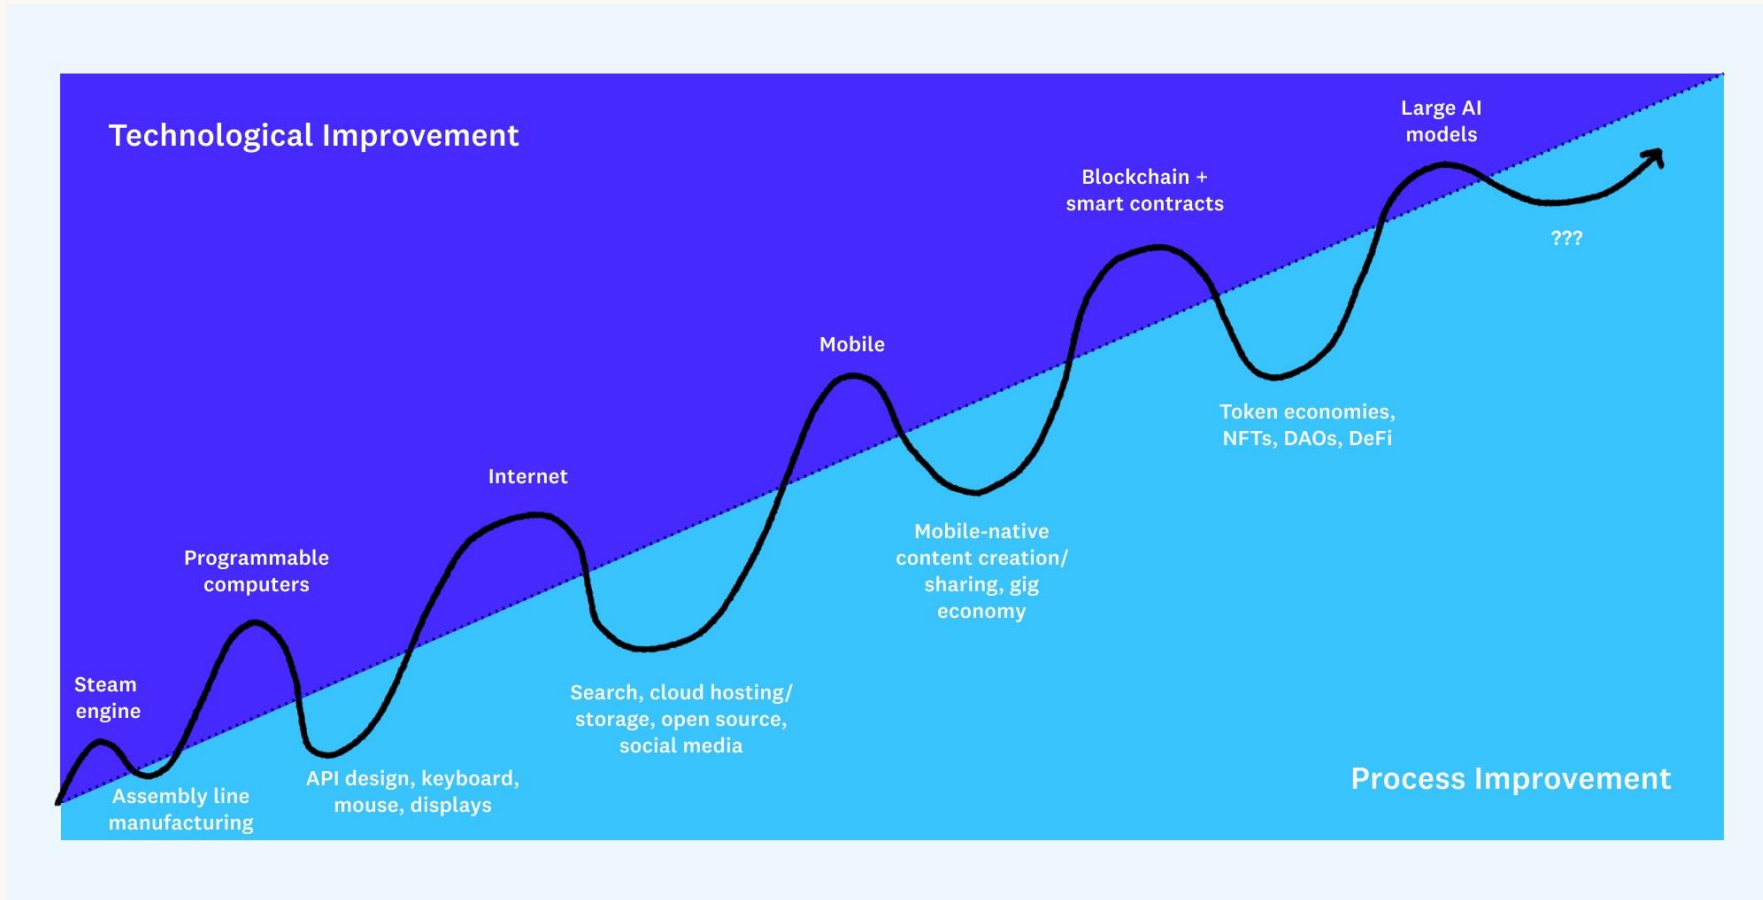 Technological Improvement
Large AI
models
Blockchain +
smart contracts
???
Mobile
Token economies,
NFTs, DAOs, DeFi
Internet
Mobile-native
content creation/
sharing, gig
economy
Programmable
computers
Steam
engine
Search, cloud hosting/
storage, open source,
social media
API design, keyboard,
mouse, displays
Process Improvement
Assembly line
manufacturing